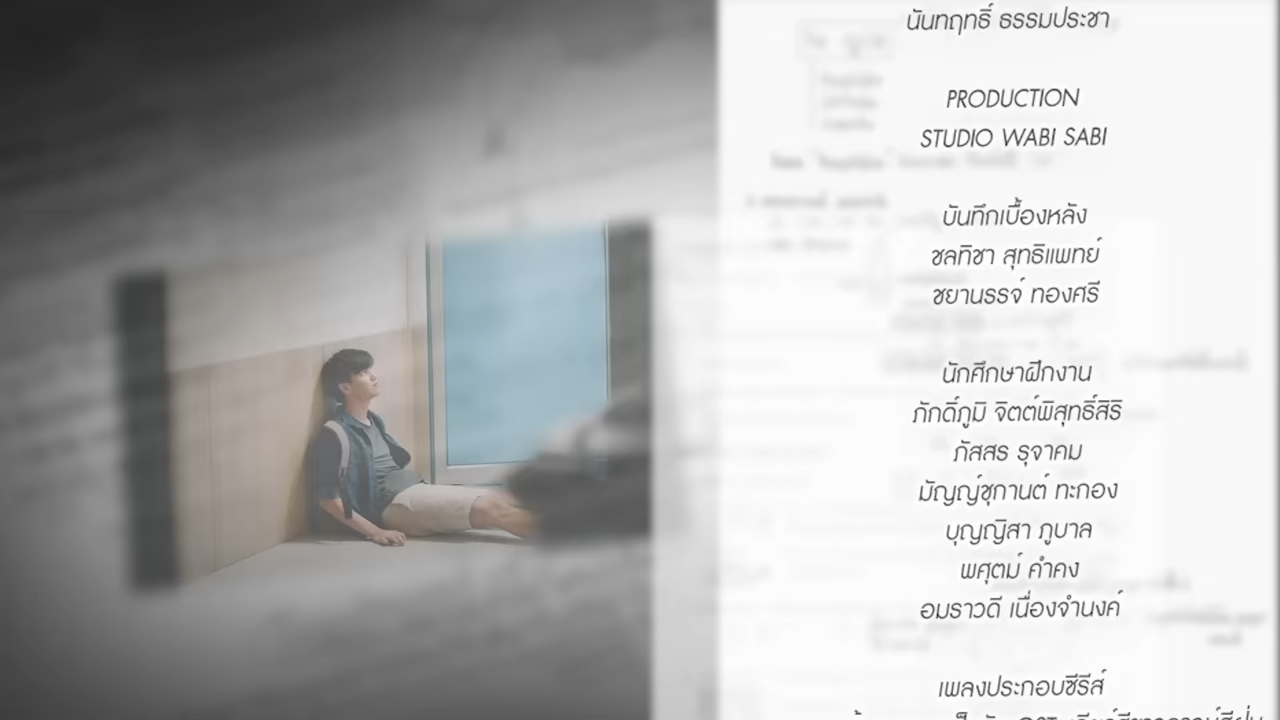 นันทฤทธิ์ ธรรมประชา
PRODUCTION
STUDIO WABI SABI
บันทึกเบื้องหลัง
ชลทิชา สุทธิแพทย์
ชยานรรจ์ ทองศรี
นักศึกษาฝึกงาน
ภักดิ์ภูมิ จิตต์พิสุทธิ์สิริ
ภัสสร รุจาคม
มัญญ์ชุกานต์ ทะกอง
บุญญิสา ภูบาล
พศุตม์ คำคง
อมราวดี เนื่องจำนงค์
เพลงประกอบซีรีส์